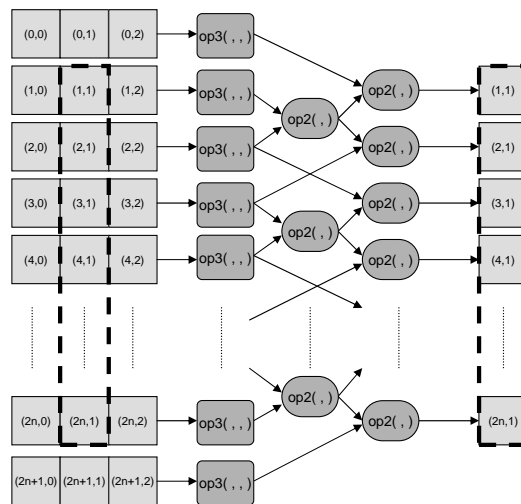 (0,0) (0,1) (0,2) op3( , , )
(1,0) (1,1) (1,2) op3( , , ) op2( , ) (1,1)
op2( , )
(2,0) (2,1) (2,2) op3( , , ) op2( , ) (2,1)
(3,0) (3,1) (3,2) op3( , , ) op2( , ) (3,1)
op2( , )
(4,0) (4,1) (4,2) op3( , , ) op2( , ) (4,1)
op2( , )
(2n,0) (2n,1) (2n,2) op3( , , ) op2( , ) (2n,1)
(2n+1,0) (2n+1,1) (2n+1,2) op3( , , )